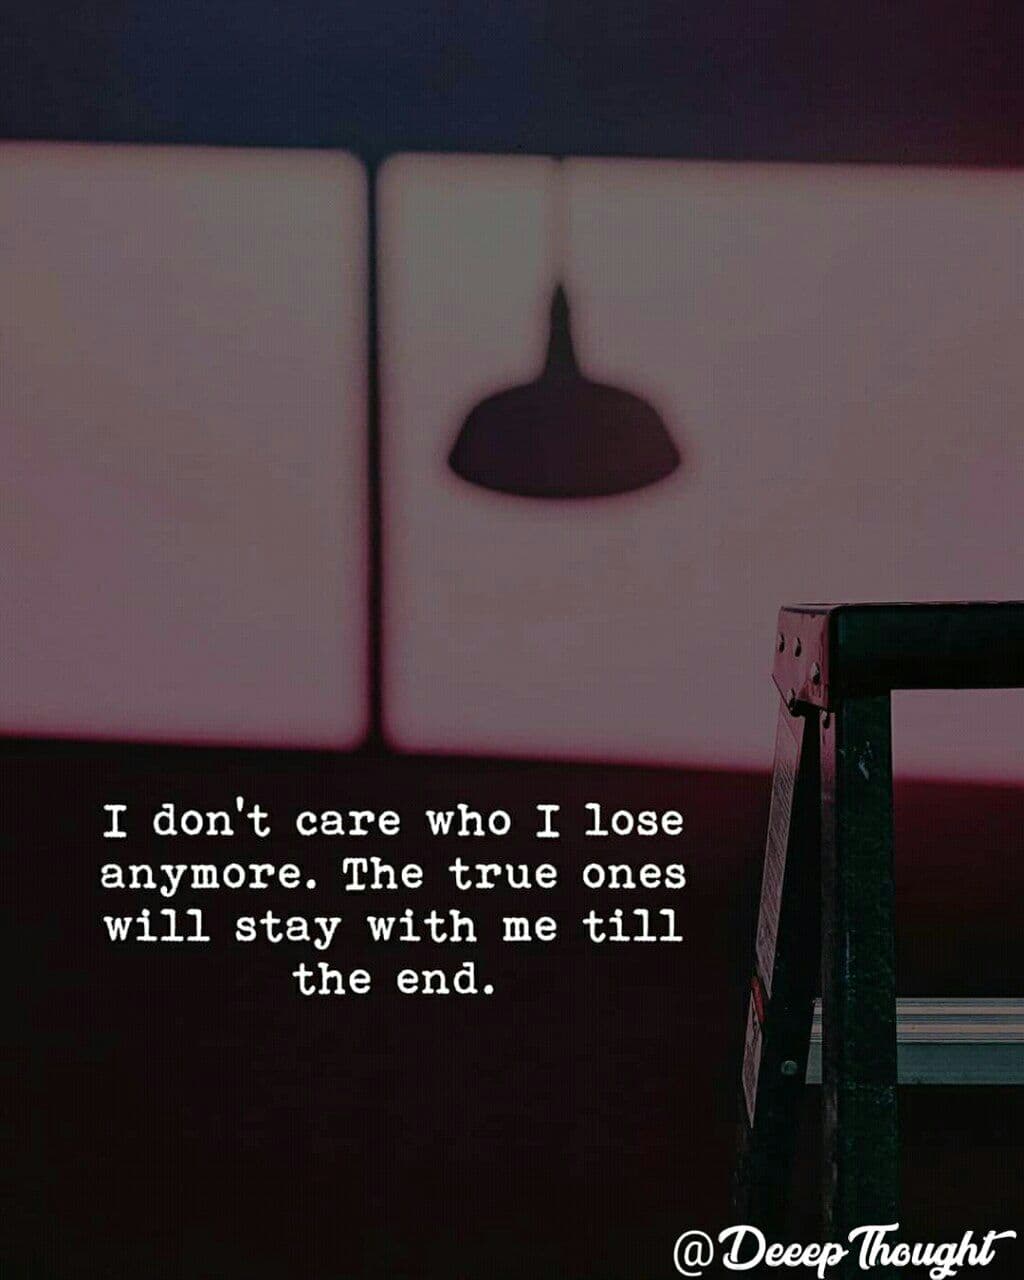 I don't care who I lose
anymore. The true ones
will stay with me till
the end.
@Deeep Thought